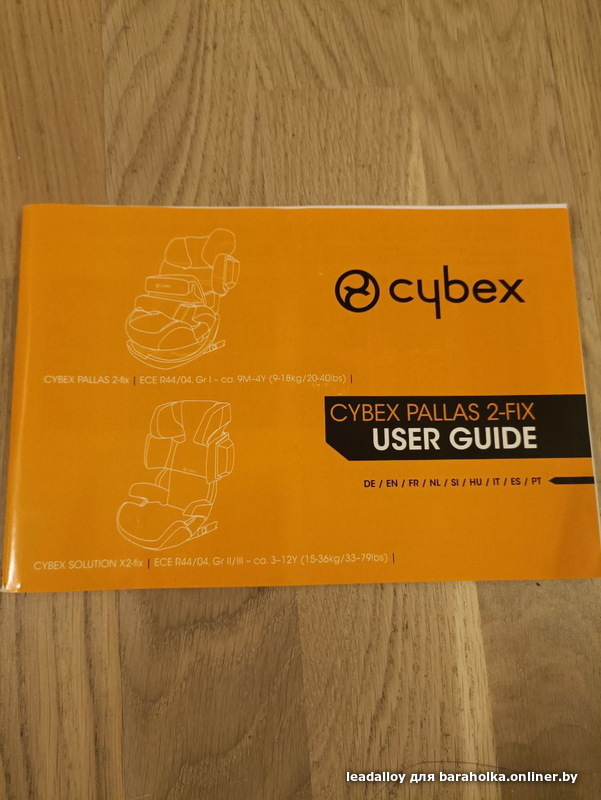 cybex
CYBEX PALLAS 2-fix | ECE R44/04, Gr I – ca. 9M–4Y (9-18kg/20-40lbs) |
CYBEX PALLAS 2-FIX
USER GUIDE
DE / EN / FR / NL / SI / HU / IT / ES / PT
CYBEX SOLUTION X2-fix | ECE R44/04, Gr II/III – ca. 3–12Y (15-36kg/33–79lbs) |
leadalloy для baraholka.onliner.by